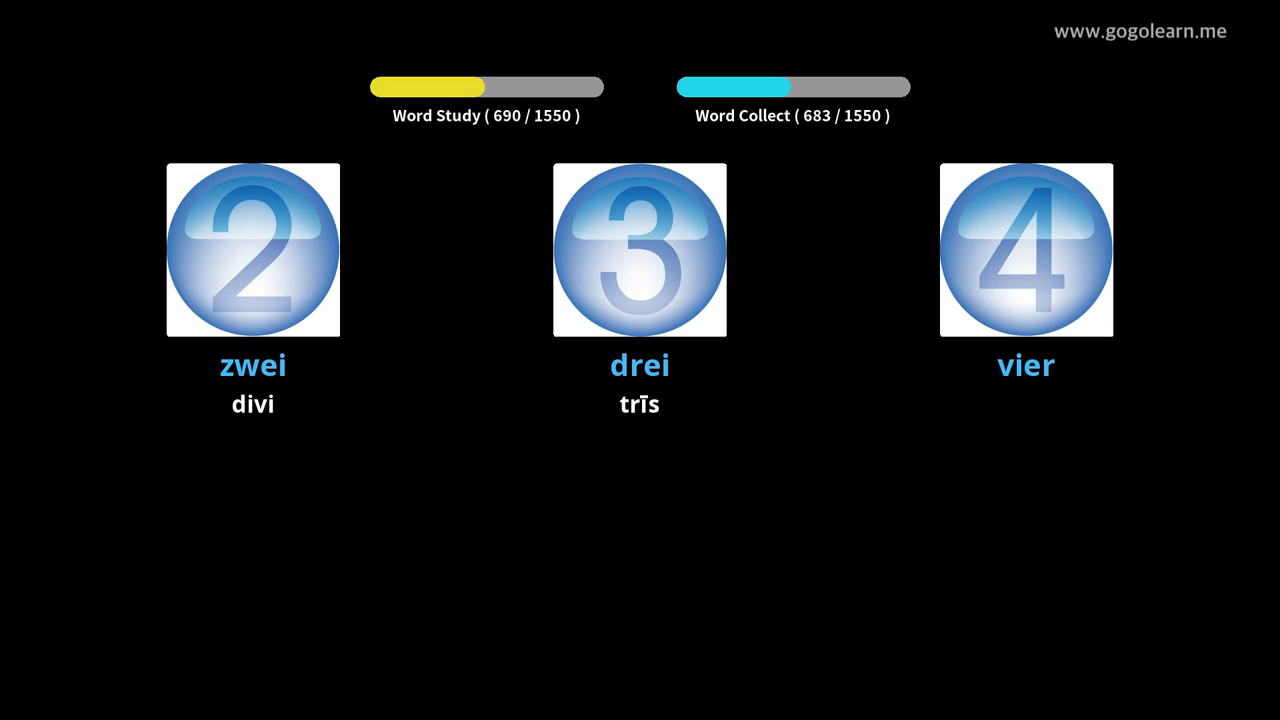 www.gogolearn.me
Word Study ( 690 / 1550 )
Word Collect ( 683 / 1550 )
2
3
4
zwei
drei
vier
divi
trīs